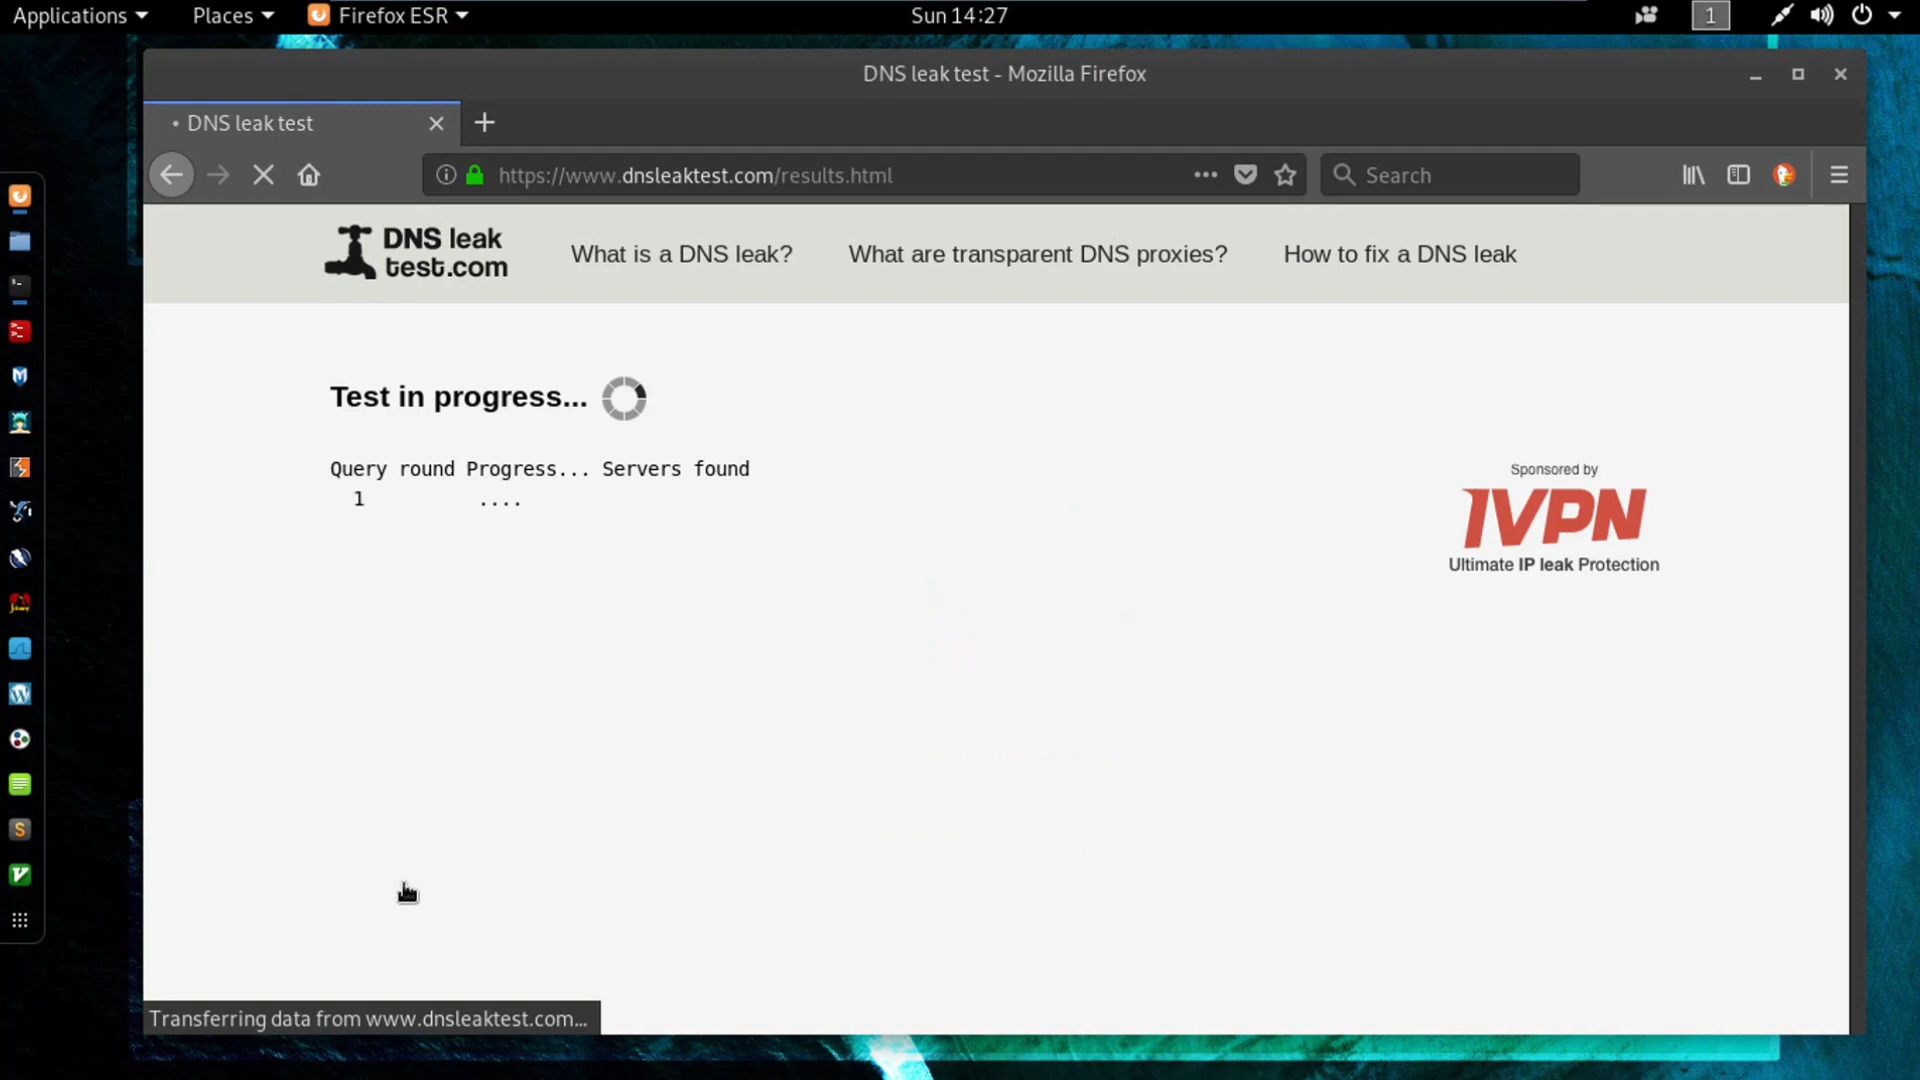 Applications Places Firefox ESR Sun 14:27 1
DNS leak test - Mozilla Firefox
• DNS leak test
https://www.dnsleaktest.com/results.html Search
DNS leak
test.com
What is a DNS leak? What are transparent DNS proxies? How to fix a DNS leak
Test in progress...
Query round Progress... Servers found
1 ....
Sponsored by
IVPN
Ultimate IP leak Protection
Transferring data from www.dnsleaktest.com...